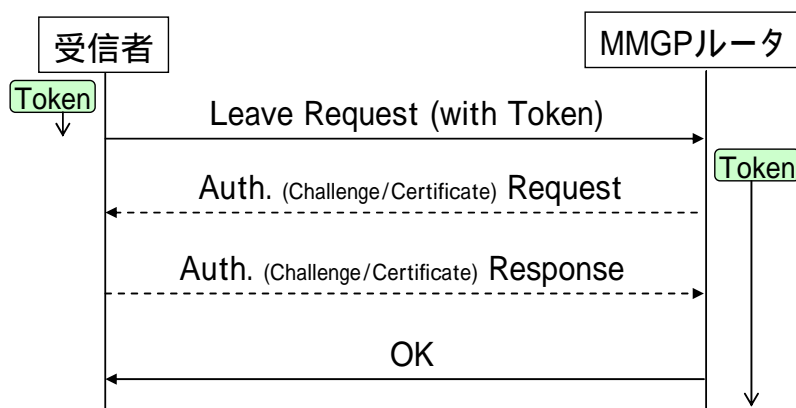 受信者
MMGPルータ
Token
Leave Request (with Token)
Token
Auth. (Challenge/Certificate) Request
Auth. (Challenge/Certificate) Response
OK